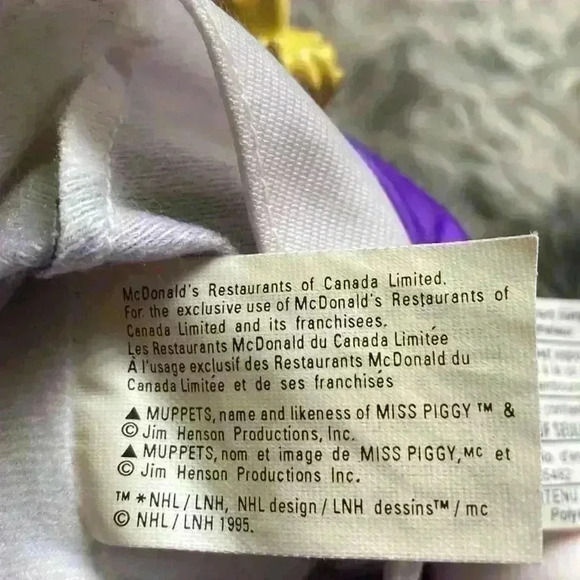 McDonald's Restaurants of Canada Limited.
For the exclusive use of McDonald's Restaurants of
Canada Limited and its franchisees.
Les Restaurants McDonald du Canada Limitée
À l'usage exclusif des Restaurants McDonald du
Canada Limitée et de ses franchisés
▲ MUPPETS, name and likeness of MISS PIGGY ™ &
© Jim Henson Productions, Inc.
▲ MUPPETS, nom et image de MISS PIGGY, MC et
© Jim Henson Productions Inc.
™ * NHL / LNH, NHL design / LNH dessins™ / mc
© NHL / LNH 1995.